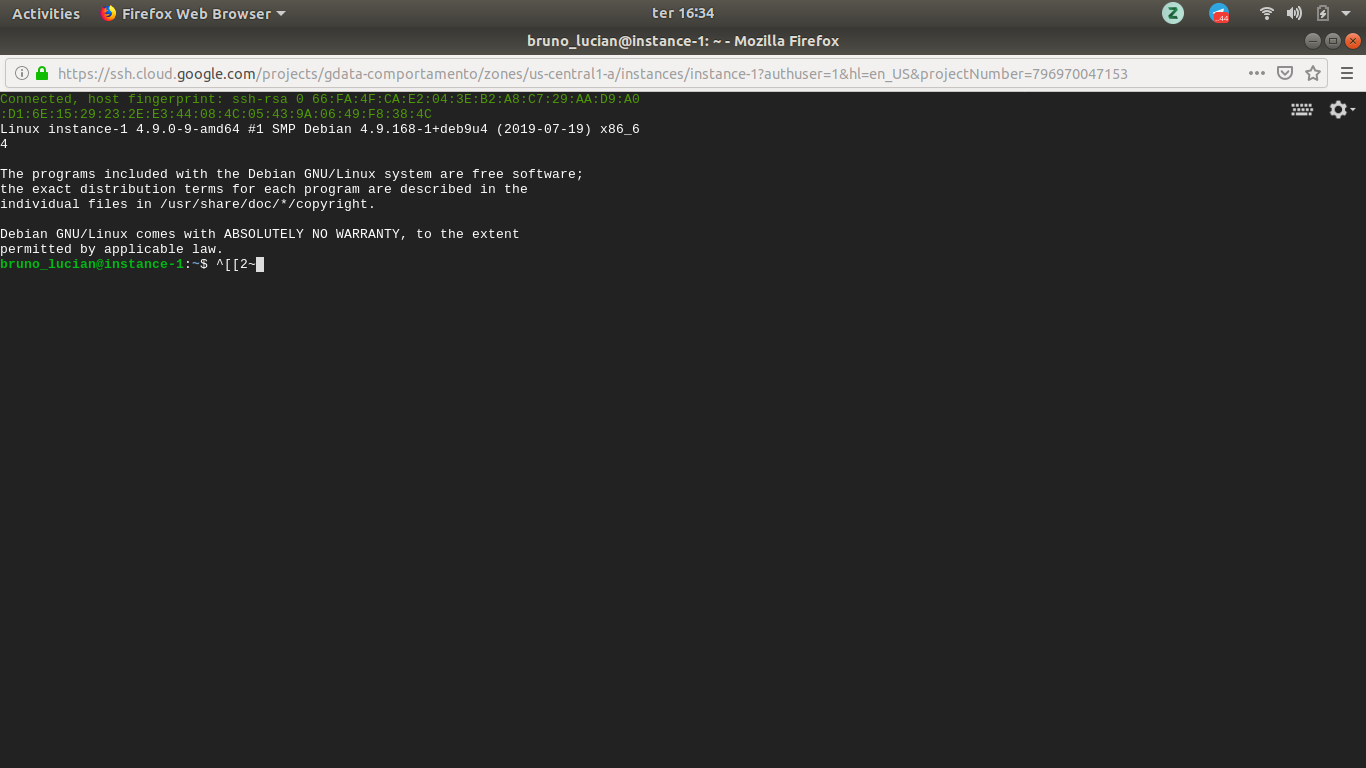 Activities Firefox Web Browser ter 16:34 Z 44
bruno_lucian@instance-1: ~ - Mozilla Firefox
https://ssh.cloud.google.com/projects/gdata-comportamento/zones/us-central1-a/instances/instance-1?authuser=1&hl=en_US&projectNumber=796970047153
Connected, host fingerprint: ssh-rsa 0 66:FA:4F:CA:E2:04:3E:B2:A8:C7:29:AA:D9:A0
:D1:6E:15:29:23:2E:E3:44:08:4C:05:43:9A:06:49:F8:38:4C
Linux instance-1 4.9.0-9-amd64 #1 SMP Debian 4.9.168-1+deb9u4 (2019-07-19) x86_6
4
The programs included with the Debian GNU/Linux system are free software;
the exact distribution terms for each program are described in the
individual files in /usr/share/doc/*/copyright.
Debian GNU/Linux comes with ABSOLUTELY NO WARRANTY, to the extent
permitted by applicable law.
bruno_lucian@instance-1:~$ ^[[2~